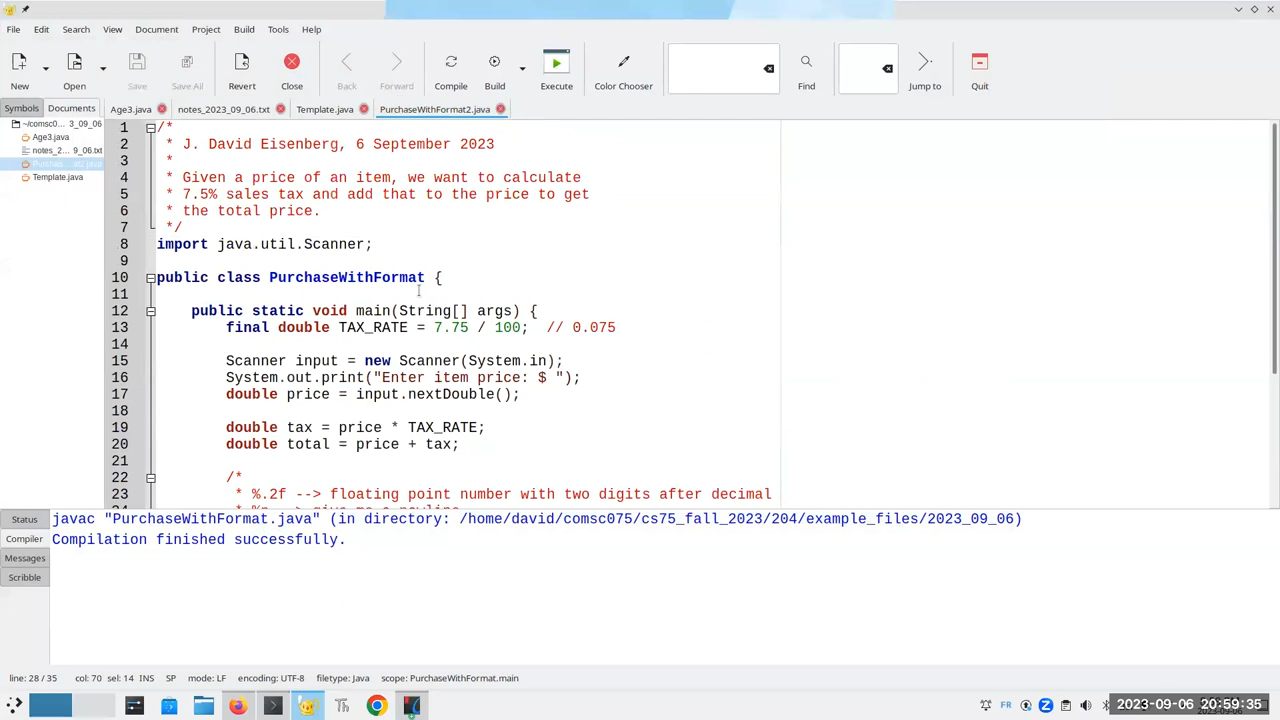 File Edit Search View Document Project Build Tools Help
New Open Save Save All Revert Close Back Forward Compile Build Execute Color Chooser Find Jump to Quit
Symbols Documents Age3.java notes_2023_09_06.txt Template.java PurchaseWithFormat2.java
~/comsc0... 3_09_06
Age3.java
notes_2... 9_06.txt
Template.java
1 /*
2 * J. David Eisenberg, 6 September 2023
3 *
4 * Given a price of an item, we want to calculate
5 * 7.5% sales tax and add that to the price to get
6 * the total price.
7 */
8 import java.util.Scanner;
9
10 public class PurchaseWithFormat {
11
12 public static void main(String[] args) {
13 final double TAX_RATE = 7.75 / 100; // 0.075
14
15 Scanner input = new Scanner(System.in);
16 System.out.print("Enter item price: $ ");
17 double price = input.nextDouble();
18
19 double tax = price * TAX_RATE;
20 double total = price + tax;
21
22 /*
23 * %.2f --> floating point number with two digits after decimal
Status
Compiler
Messages
Scribble
javac "PurchaseWithFormat.java" (in directory: /home/david/comsc075/cs75_fall_2023/204/example_files/2023_09_06)
Compilation finished successfully.
line: 28 / 35 col: 70 sel: 14 INS SP mode: LF encoding: UTF-8 filetype: Java scope: PurchaseWithFormat.main
FR 2023-09-06 20:59:35